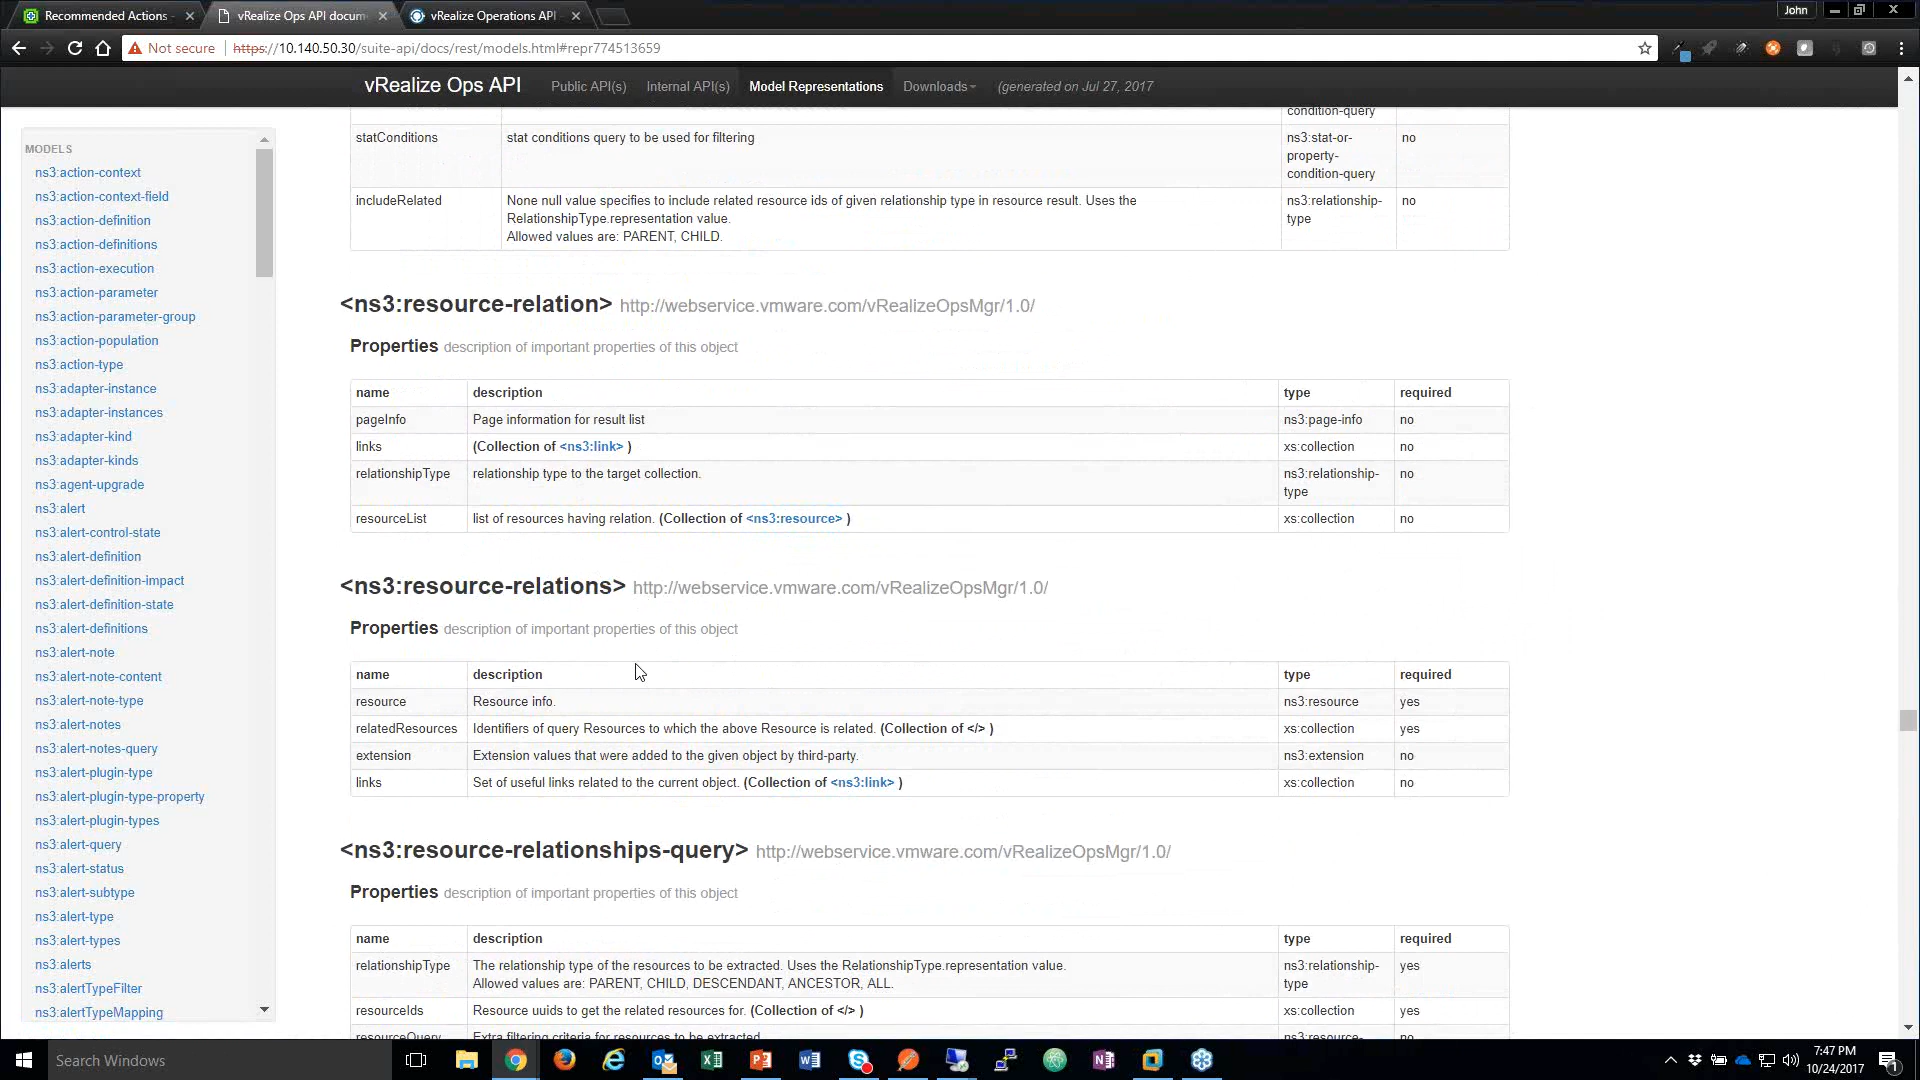 Recommended Actions
vRealize Ops API docum
vRealize Operations API
John
Not secure | https://10.140.50.30/suite-api/docs/rest/models.html#repr774513659
vRealize Ops API
Public API(s)
Internal API(s)
Model Representations
Downloads
(generated on Jul 27, 2017
MODELS
ns3:action-context
ns3:action-context-field
ns3:action-definition
ns3:action-definitions
ns3:action-execution
ns3:action-parameter
ns3:action-parameter-group
ns3:action-population
ns3:action-type
ns3:adapter-instance
ns3:adapter-instances
ns3:adapter-kind
ns3:adapter-kinds
ns3:agent-upgrade
ns3:alert
ns3:alert-control-state
ns3:alert-definition
ns3:alert-definition-impact
ns3:alert-definition-state
ns3:alert-definitions
ns3:alert-note
ns3:alert-note-content
ns3:alert-note-type
ns3:alert-notes
ns3:alert-notes-query
ns3:alert-plugin-type
ns3:alert-plugin-type-property
ns3:alert-plugin-types
ns3:alert-query
ns3:alert-status
ns3:alert-subtype
ns3:alert-type
ns3:alert-types
ns3:alerts
ns3:alertTypeFilter
ns3:alertTypeMapping
condition-query
statConditions stat conditions query to be used for filtering ns3:stat-or- no
property-
condition-query
includeRelated None null value specifies to include related resource ids of given relationship type in resource result. Uses the ns3:relationship- no
RelationshipType.representation value. type
Allowed values are: PARENT, CHILD.
<ns3:resource-relation> http://webservice.vmware.com/vRealizeOpsMgr/1.0/
Properties description of important properties of this object
name description type required
pageInfo Page information for result list ns3:page-info no
links (Collection of <ns3:link> ) xs:collection no
relationshipType relationship type to the target collection. ns3:relationship- no
type
resourceList list of resources having relation. (Collection of <ns3:resource> ) xs:collection no
<ns3:resource-relations> http://webservice.vmware.com/vRealizeOpsMgr/1.0/
Properties description of important properties of this object
name description type required
resource Resource info. ns3:resource yes
relatedResources Identifiers of query Resources to which the above Resource is related. (Collection of </> ) xs:collection yes
extension Extension values that were added to the given object by third-party. ns3:extension no
links Set of useful links related to the current object. (Collection of <ns3:link> ) xs:collection no
<ns3:resource-relationships-query> http://webservice.vmware.com/vRealizeOpsMgr/1.0/
Properties description of important properties of this object
name description type required
relationshipType The relationship type of the resources to be extracted. Uses the RelationshipType.representation value. ns3:relationship- yes
Allowed values are: PARENT, CHILD, DESCENDANT, ANCESTOR, ALL. type
resourceIds Resource uuids to get the related resources for. (Collection of </> ) xs:collection yes
resourceQuery Extra filtering criteria for resources to be extracted ns3:resource- no
Search Windows
7:47 PM
10/24/2017